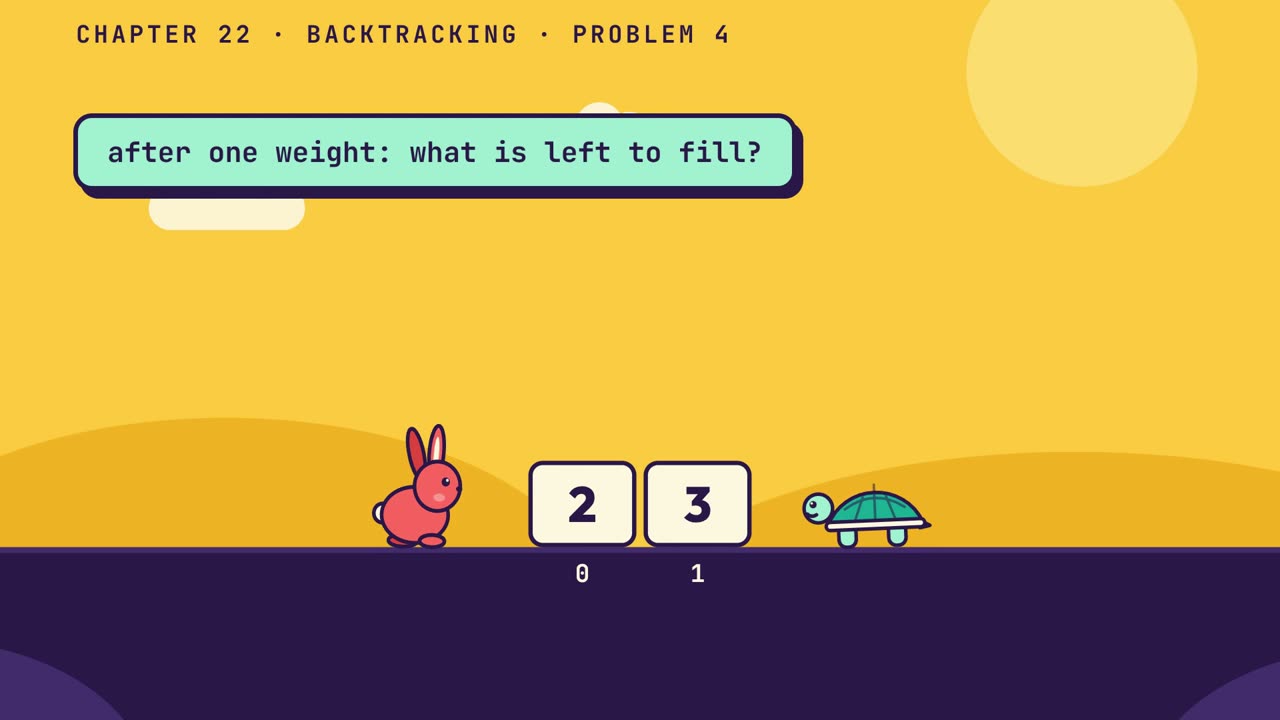 CHAPTER 22 · BACKTRACKING · PROBLEM 4
after one weight: what is left to fill?
2 3
0 1